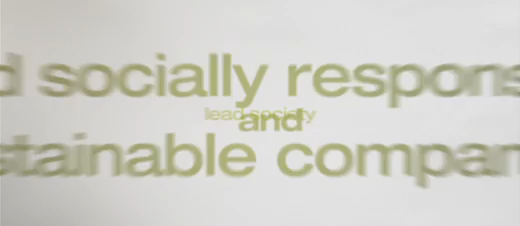 d socially respons
lead society
and
stainable compan